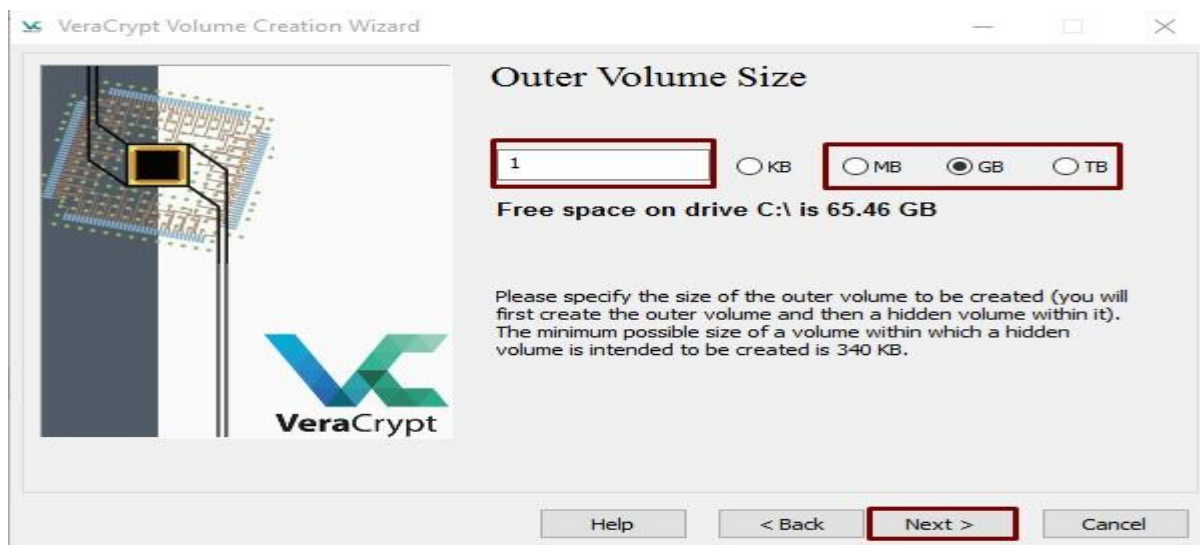 VeraCrypt Volume Creation Wizard
Outer Volume Size
1 KB MB GB TB
Free space on drive C:\ is 65.46 GB
Please specify the size of the outer volume to be created (you will
first create the outer volume and then a hidden volume within it).
The minimum possible size of a volume within which a hidden
volume is intended to be created is 340 KB.
VeraCrypt
Help < Back Next > Cancel